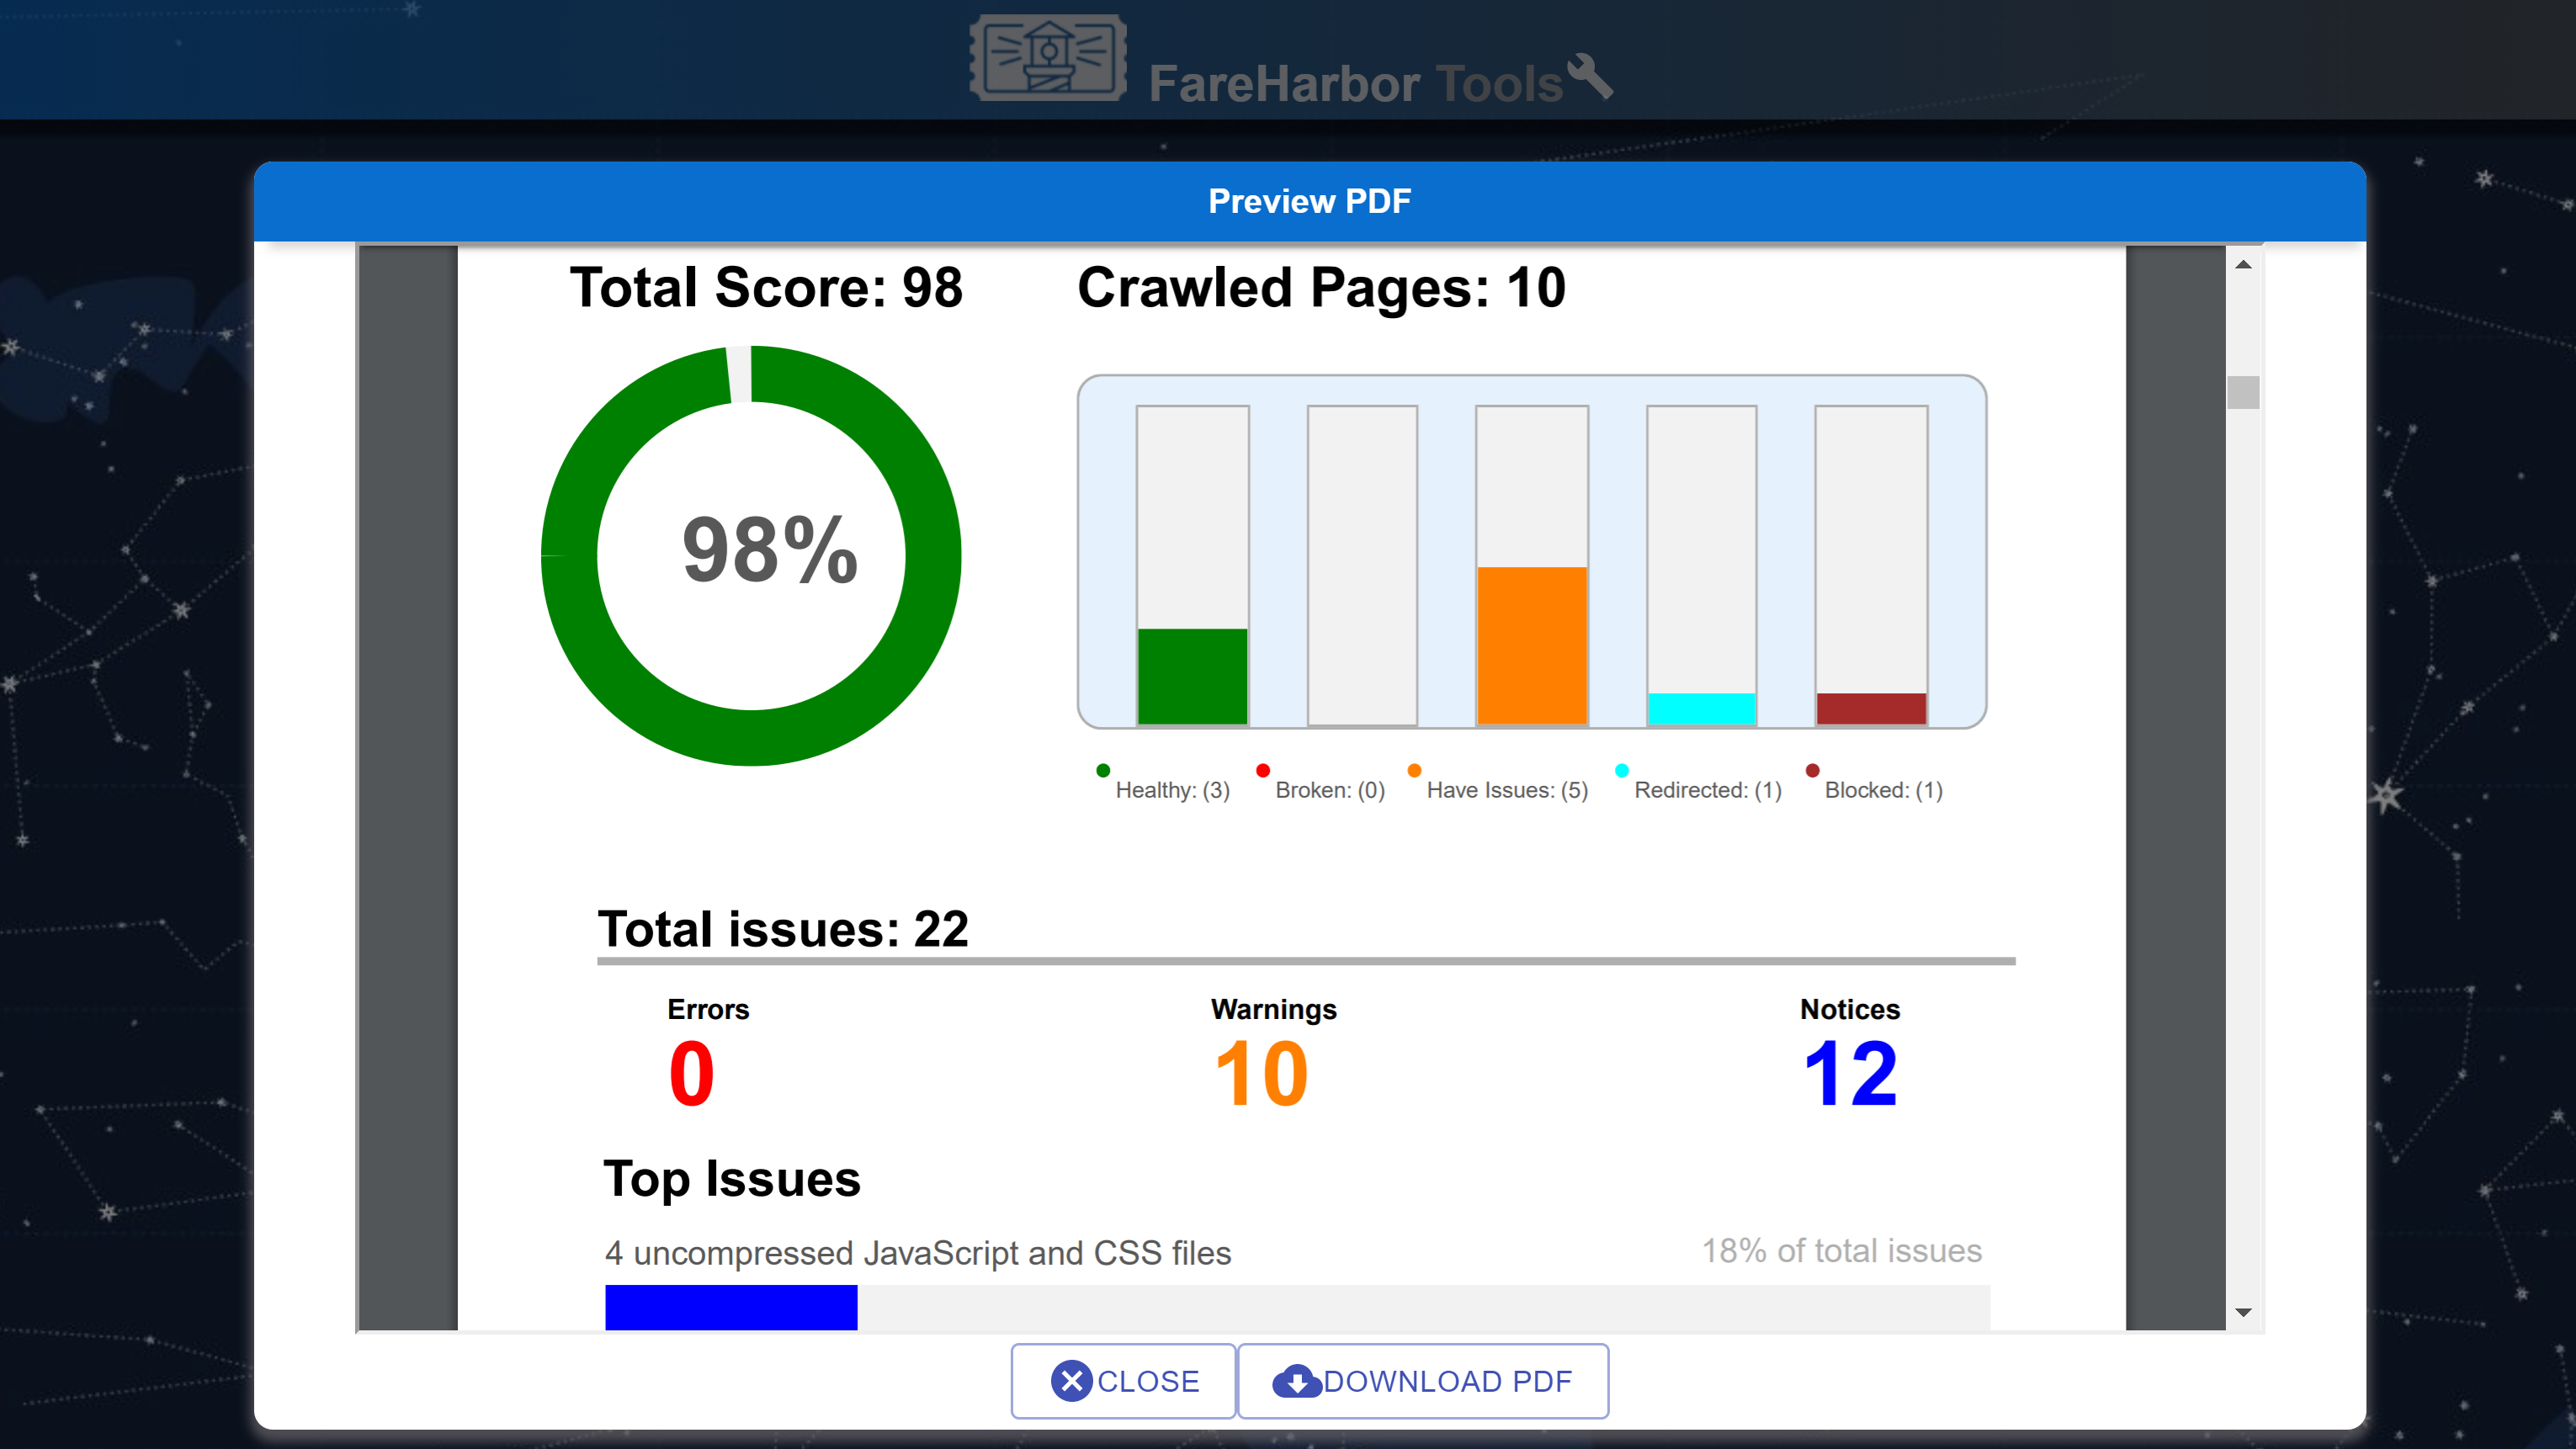 FareHarbor Tools
Preview PDF
Total Score: 98
Crawled Pages: 10
98%
Healthy: (3) Broken: (0) Have Issues: (5) Redirected: (1) Blocked: (1)
Total issues: 22
Errors Warnings Notices
0 10 12
Top Issues
4 uncompressed JavaScript and CSS files 18% of total issues
CLOSE DOWNLOAD PDF